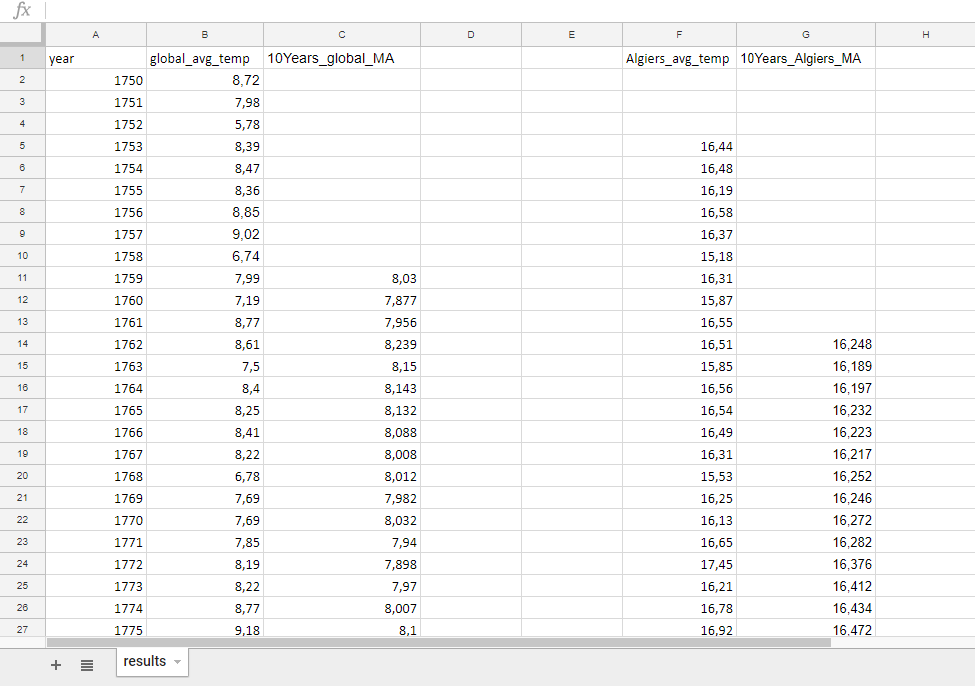 fx
A B C D E F G H
1 year global_avg_temp 10Years_global_MA Algiers_avg_temp 10Years_Algiers_MA
2 1750 8,72
3 1751 7,98
4 1752 5,78
5 1753 8,39 16,44
6 1754 8,47 16,48
7 1755 8,36 16,19
8 1756 8,85 16,58
9 1757 9,02 16,37
10 1758 6,74 15,18
11 1759 7,99 8,03 16,31
12 1760 7,19 7,877 15,87
13 1761 8,77 7,956 16,55
14 1762 8,61 8,239 16,51 16,248
15 1763 7,5 8,15 15,85 16,189
16 1764 8,4 8,143 16,56 16,197
17 1765 8,25 8,132 16,54 16,232
18 1766 8,41 8,088 16,49 16,223
19 1767 8,22 8,008 16,31 16,217
20 1768 6,78 8,012 15,53 16,252
21 1769 7,69 7,982 16,25 16,246
22 1770 7,69 8,032 16,13 16,272
23 1771 7,85 7,94 16,65 16,282
24 1772 8,19 7,898 17,45 16,376
25 1773 8,22 7,97 16,21 16,412
26 1774 8,77 8,007 16,78 16,434
27 1775 9,18 8,1 16,92 16,472
results